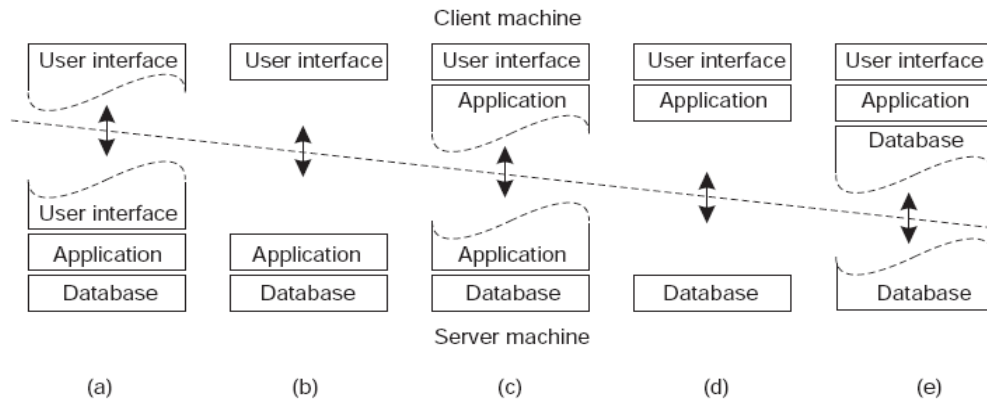 Client machine
User interface User interface User interface User interface User interface
Application Application Application
Database
User interface
Application Application Application
Database Database Database Database Database
Server machine
(a) (b) (c) (d) (e)